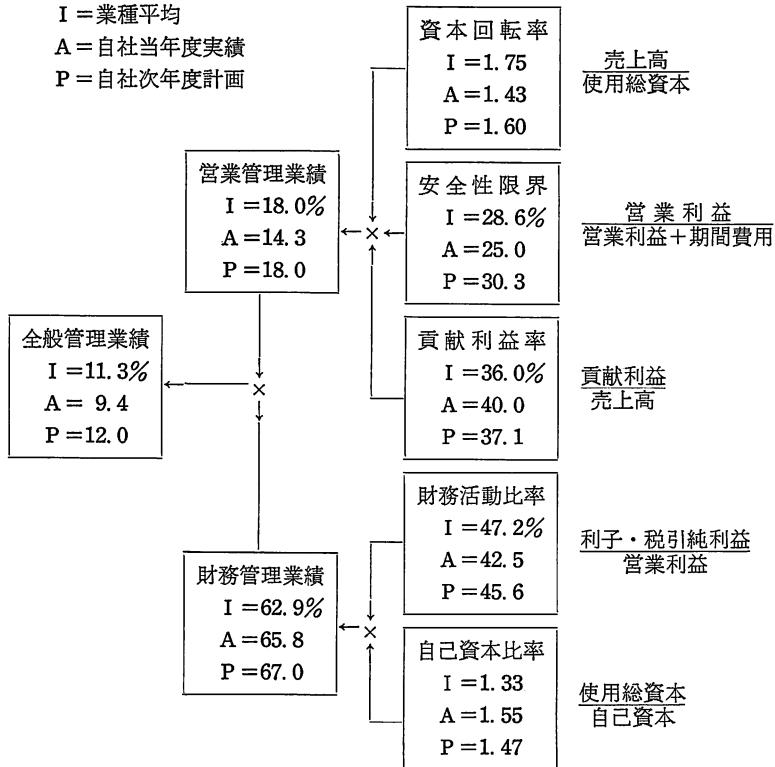 I＝業種平均
A＝自社当年度実績
P＝自社次年度計画
資本回転率
I＝1.75
A＝1.43
P＝1.60
売上高
使用総資本
営業管理業績
I＝18.0%
A＝14.3
P＝18.0
×
安全性限界
I＝28.6%
A＝25.0
P＝30.3
営業利益
営業利益＋期間費用
全般管理業績
I＝11.3%
A＝ 9.4
P＝12.0
×
貢献利益率
I＝36.0%
A＝40.0
P＝37.1
貢献利益
売上高
財務管理業績
I＝62.9%
A＝65.8
P＝67.0
×
財務活動比率
I＝47.2%
A＝42.5
P＝45.6
利子・税引純利益
営業利益
自己資本比率
I＝1.33
A＝1.55
P＝1.47
使用総資本
自己資本